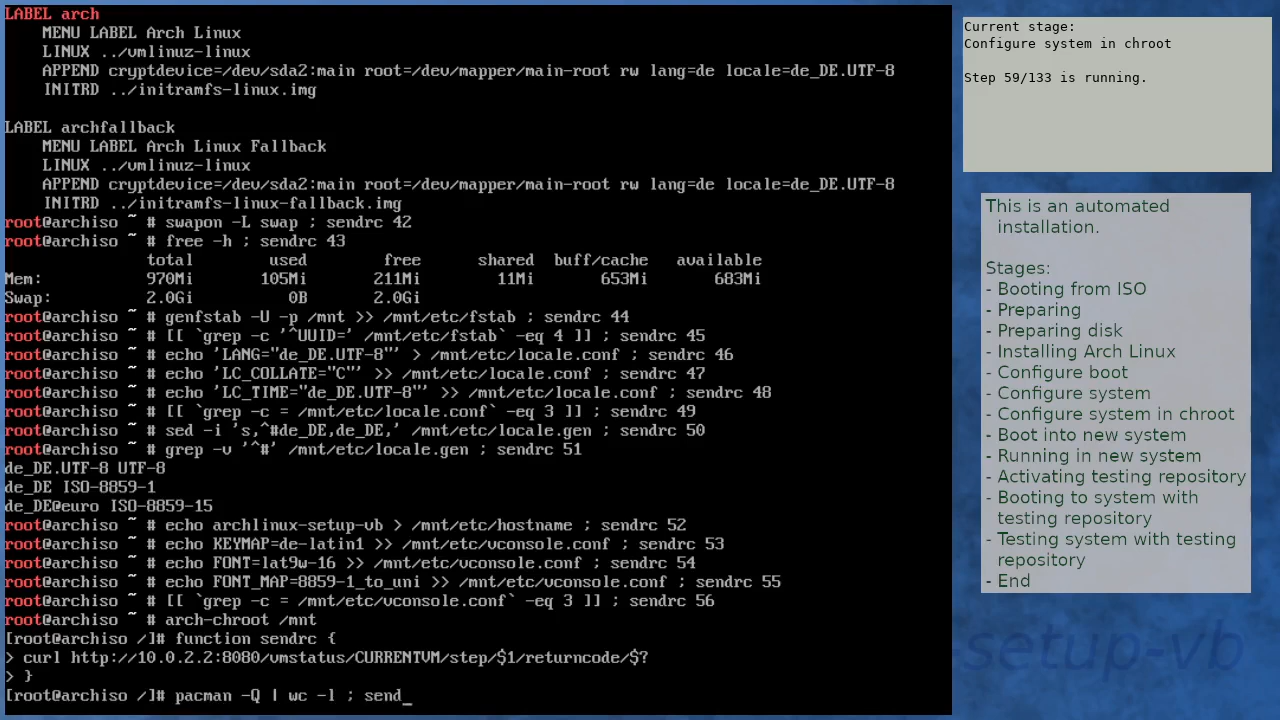 LABEL arch
MENU LABEL Arch Linux
LINUX ../vmlinuz-linux
APPEND cryptdevice=/dev/sda2:main root=/dev/mapper/main-root rw lang=de locale=de_DE.UTF-8
INITRD ../initramfs-linux.img
LABEL archfallback
MENU LABEL Arch Linux Fallback
LINUX ../vmlinuz-linux
APPEND cryptdevice=/dev/sda2:main root=/dev/mapper/main-root rw lang=de locale=de_DE.UTF-8
INITRD ../initramfs-linux-fallback.img
root@archiso ~ # swapon -L swap ; sendrc 42
root@archiso ~ # free -h ; sendrc 43
total used free shared buff/cache available
Mem: 970Mi 105Mi 211Mi 11Mi 653Mi 683Mi
Swap: 2.0Gi 0B 2.0Gi
root@archiso ~ # genfstab -U -p /mnt >> /mnt/etc/fstab ; sendrc 44
root@archiso ~ # [[ `grep -c '^UUID=' /mnt/etc/fstab` -eq 4 ]] ; sendrc 45
root@archiso ~ # echo 'LANG="de_DE.UTF-8"' > /mnt/etc/locale.conf ; sendrc 46
root@archiso ~ # echo 'LC_COLLATE="C"' >> /mnt/etc/locale.conf ; sendrc 47
root@archiso ~ # echo 'LC_TIME="de_DE.UTF-8"' >> /mnt/etc/locale.conf ; sendrc 48
root@archiso ~ # [[ `grep -c = /mnt/etc/locale.conf` -eq 3 ]] ; sendrc 49
root@archiso ~ # sed -i 's,^#de_DE,de_DE,' /mnt/etc/locale.gen ; sendrc 50
root@archiso ~ # grep -v '^#' /mnt/etc/locale.gen ; sendrc 51
de_DE.UTF-8 UTF-8
de_DE ISO-8859-1
de_DE@euro ISO-8859-15
root@archiso ~ # echo archlinux-setup-vb > /mnt/etc/hostname ; sendrc 52
root@archiso ~ # echo KEYMAP=de-latin1 >> /mnt/etc/vconsole.conf ; sendrc 53
root@archiso ~ # echo FONT=lat9w-16 >> /mnt/etc/vconsole.conf ; sendrc 54
root@archiso ~ # echo FONT_MAP=8859-1_to_uni >> /mnt/etc/vconsole.conf ; sendrc 55
root@archiso ~ # [[ `grep -c = /mnt/etc/vconsole.conf` -eq 3 ]] ; sendrc 56
root@archiso ~ # arch-chroot /mnt
[root@archiso /]# function sendrc {
> curl http://10.0.2.2:8080/vmstatus/CURRENTVM/step/$1/returncode/$?
> }
[root@archiso /]# pacman -Q | wc -l ; send_
Current stage:
Configure system in chroot
Step 59/133 is running.
This is an automated
installation.
Stages:
- Booting from ISO
- Preparing
- Preparing disk
- Installing Arch Linux
- Configure boot
- Configure system
- Configure system in chroot
- Boot into new system
- Running in new system
- Activating testing repository
- Booting to system with
testing repository
- Testing system with testing
repository
- End
-setup-vb